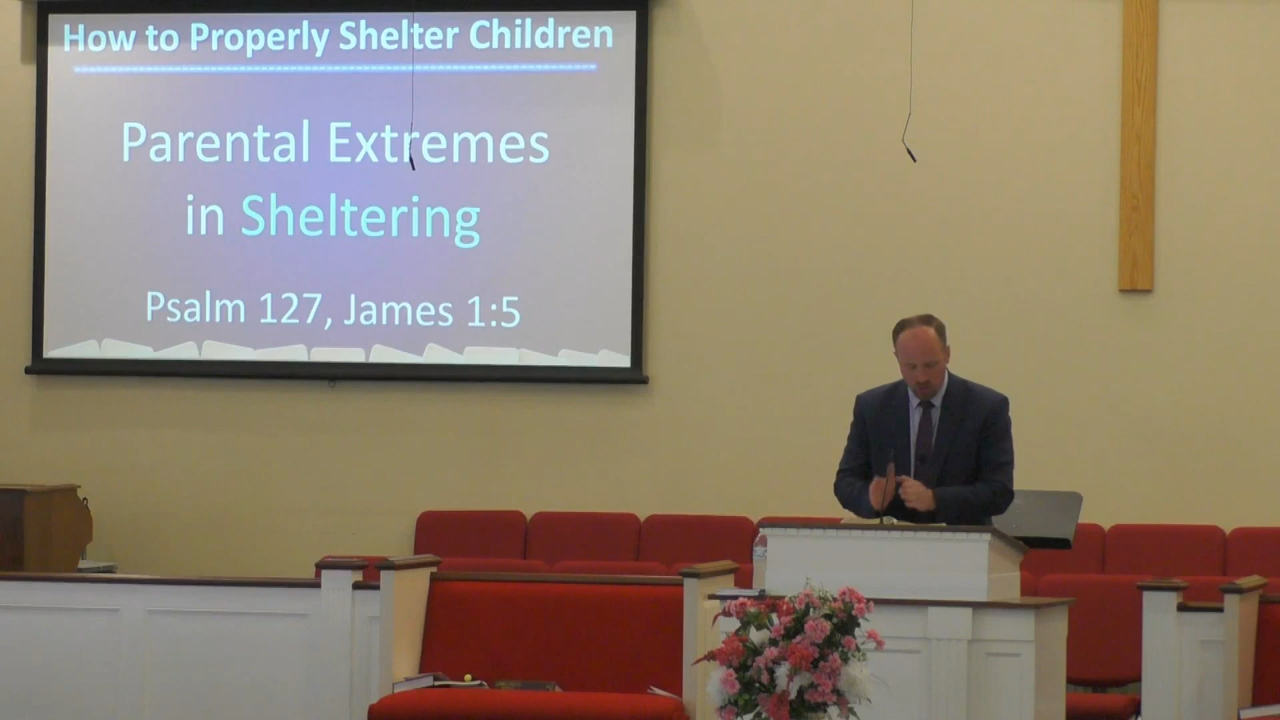 How to Properly Shelter Children
Parental Extremes
in Sheltering
Psalm 127, James 1:5